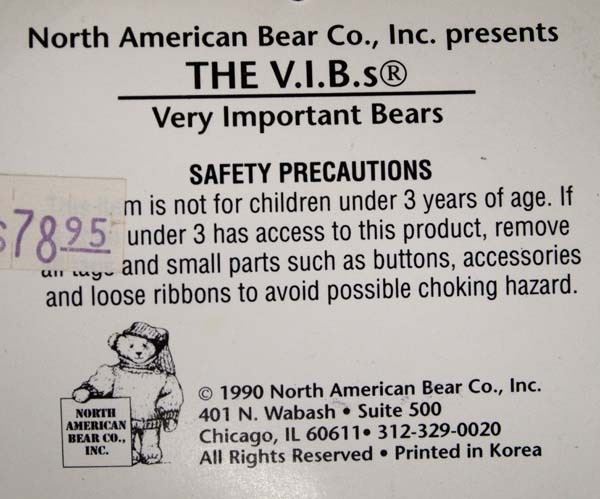 North American Bear Co., Inc. presents
THE V.I.B.s®
Very Important Bears
SAFETY PRECAUTIONS
m is not for children under 3 years of age. If
$78.95 under 3 has access to this product, remove
and small parts such as buttons, accessories
and loose ribbons to avoid possible choking hazard.
NORTH
AMERICAN
BEAR CO.,
INC.
© 1990 North American Bear Co., Inc.
401 N. Wabash • Suite 500
Chicago, IL 60611• 312-329-0020
All Rights Reserved • Printed in Korea